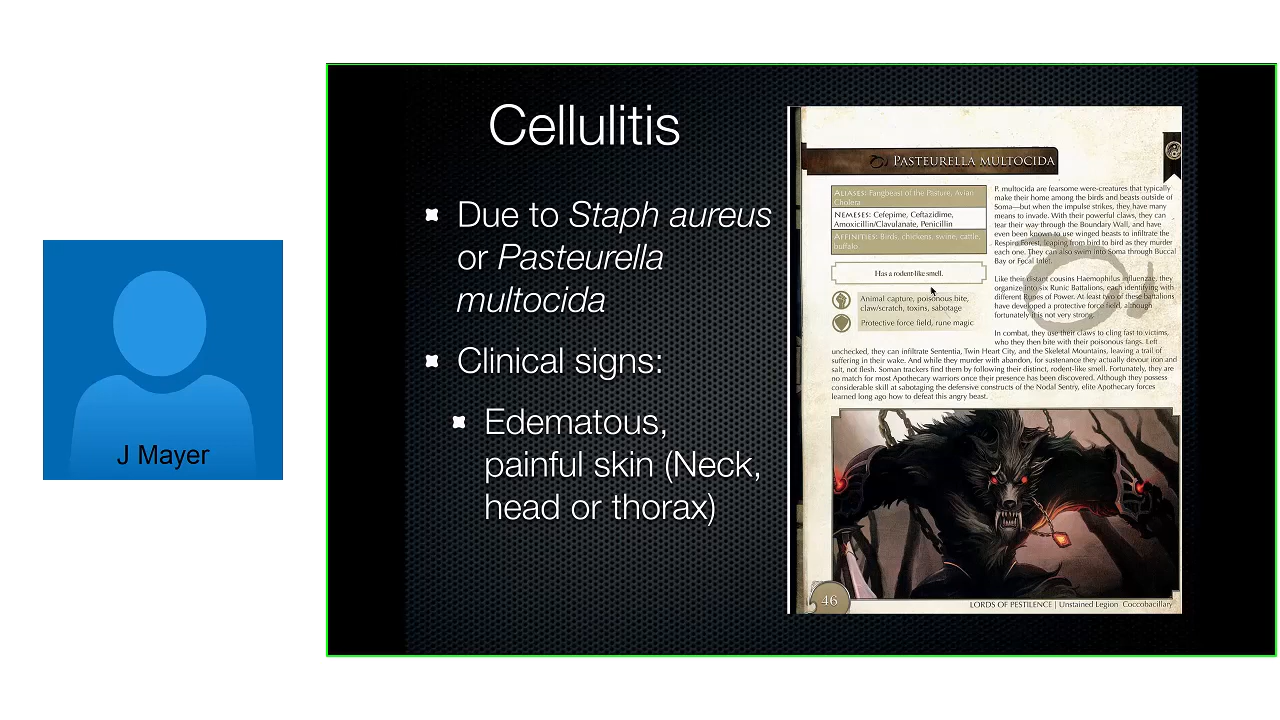 J Mayer
Cellulitis
Due to Staph aureus
or Pasteurella
multocida
Clinical signs:
Edematous,
painful skin (Neck,
head or thorax)
PASTEURELLA MULTOCIDA
ALIASES: Fangbeast of the Pasture, Avian
Cholera
NEMESES: Cefepime, Ceftazidime,
Amoxicillin/Clavulanate, Penicillin
AFFINITIES: Birds, chickens, swine, cattle,
buffalo.
Has a rodent-like smell.
Animal capture, poisonous bite,
claw/scratch, toxins, sabotage
Protective force field, rune magic
P. multocida are fearsome were-creatures that typically
make their home among the birds and beasts outside of
Soma—but when the impulse strikes, they have many
means to invade. With their powerful claws, they can
tear their way through the Boundary Wall, and have
even been known to use winged beasts to infiltrate the
Respira Forest, leaping from bird to bird as they murder
each one. They can also swim into Soma through Buccal
Bay or Fecal Inlet.
Like their distant cousins Haemophilus influenzae, they
organize into six Runic Battalions, each identifying with
different Runes of Power. At least two of these battalions
have developed a protective force field, although
fortunately it is not very strong.
In combat, they use their claws to cling fast to victims,
who they then bite with their poisonous fangs. Left
unchecked, they can infiltrate Sententia, Twin Heart City, and the Skeletal Mountains, leaving a trail of
suffering in their wake. And while they murder with abandon, for sustenance they actually devour iron and
salt, not flesh. Soman trackers find them by following their distinct, rodent-like smell. Fortunately, they are
no match for most Apothecary warriors once their presence has been discovered. Although they possess
considerable skill at sabotaging the defensive constructs of the Nodal Sentry, elite Apothecary forces
learned long ago how to defeat this angry beast.
46
LORDS OF PESTILENCE | Unstained Legion Coccobacillary